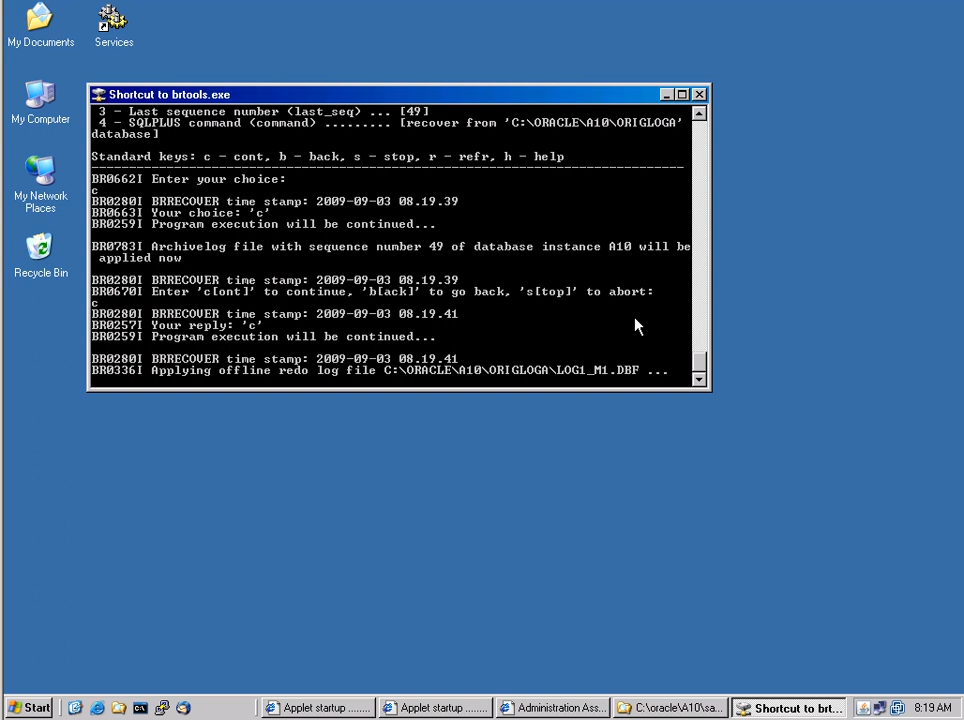 My Documents
Services
My Computer
My Network
Places
Recycle Bin
Shortcut to brtools.exe
3 - Last sequence number (last_seq) ... [49]
4 - SQLPLUS command (command) ......... [recover from 'C:\ORACLE\A10\ORIGLOGA'
database]
Standard keys: c - cont, b - back, s - stop, r - refr, h - help
-------------------------------------------------------------------------------
BR0662I Enter your choice:
c
BR0280I BRRECOVER time stamp: 2009-09-03 08.19.39
BR0663I Your choice: 'c'
BR0259I Program execution will be continued...
BR0783I Archivelog file with sequence number 49 of database instance A10 will be
applied now
BR0280I BRRECOVER time stamp: 2009-09-03 08.19.39
BR0670I Enter 'c[ont]' to continue, 'b[ack]' to go back, 's[top]' to abort:
c
BR0280I BRRECOVER time stamp: 2009-09-03 08.19.41
BR0257I Your reply: 'c'
BR0259I Program execution will be continued...
BR0280I BRRECOVER time stamp: 2009-09-03 08.19.41
BR0336I Applying offline redo log file C:\ORACLE\A10\ORIGLOGA\LOG1_M1.DBF ...
Start
Applet startup ........
Applet startup ........
Administration Ass...
C:\oracle\A10\sa...
Shortcut to brt...
8:19 AM